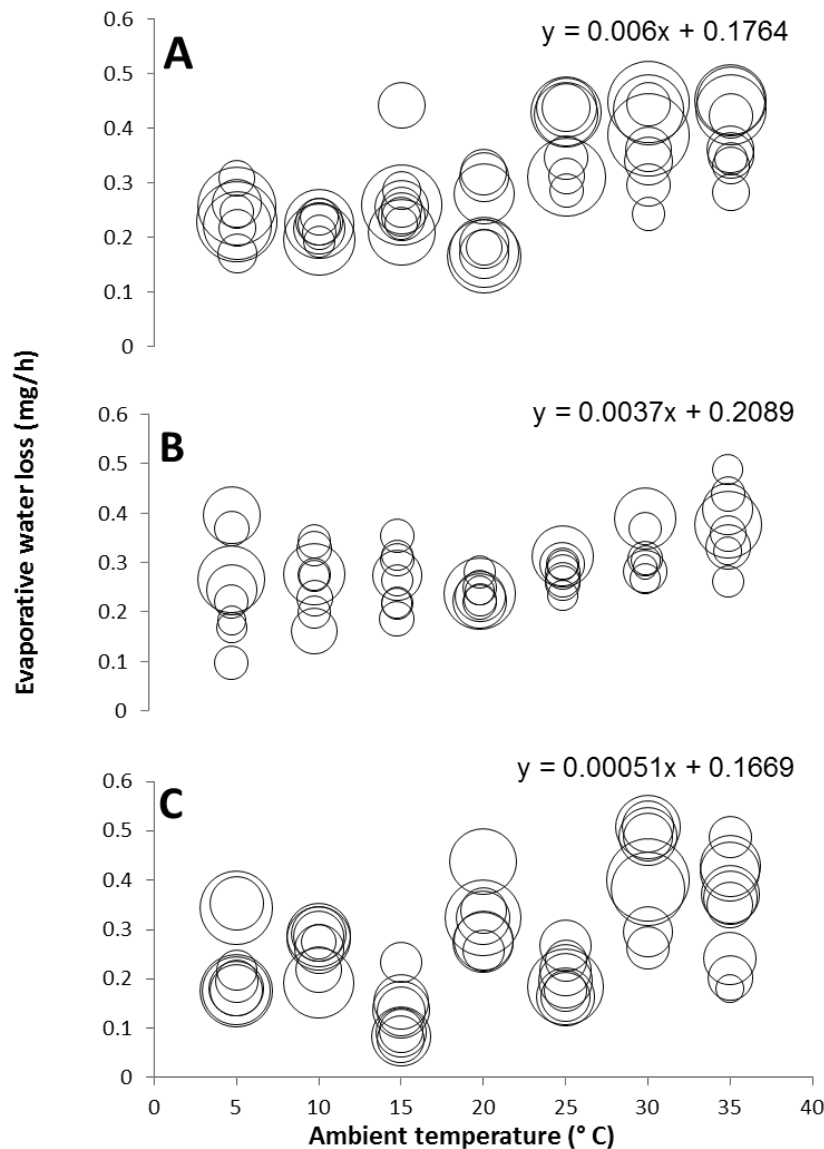 y = 0.006x + 0.1764
A
0.6
0.5
0.4
0.3
0.2
0.1
0
y = 0.0037x + 0.2089
B
0.6
0.5
0.4
0.3
0.2
0.1
0
Evaporative water loss (mg/h)
y = 0.00051x + 0.1669
C
0.6
0.5
0.4
0.3
0.2
0.1
0
0 5 10 15 20 25 30 35 40
Ambient temperature (° C)